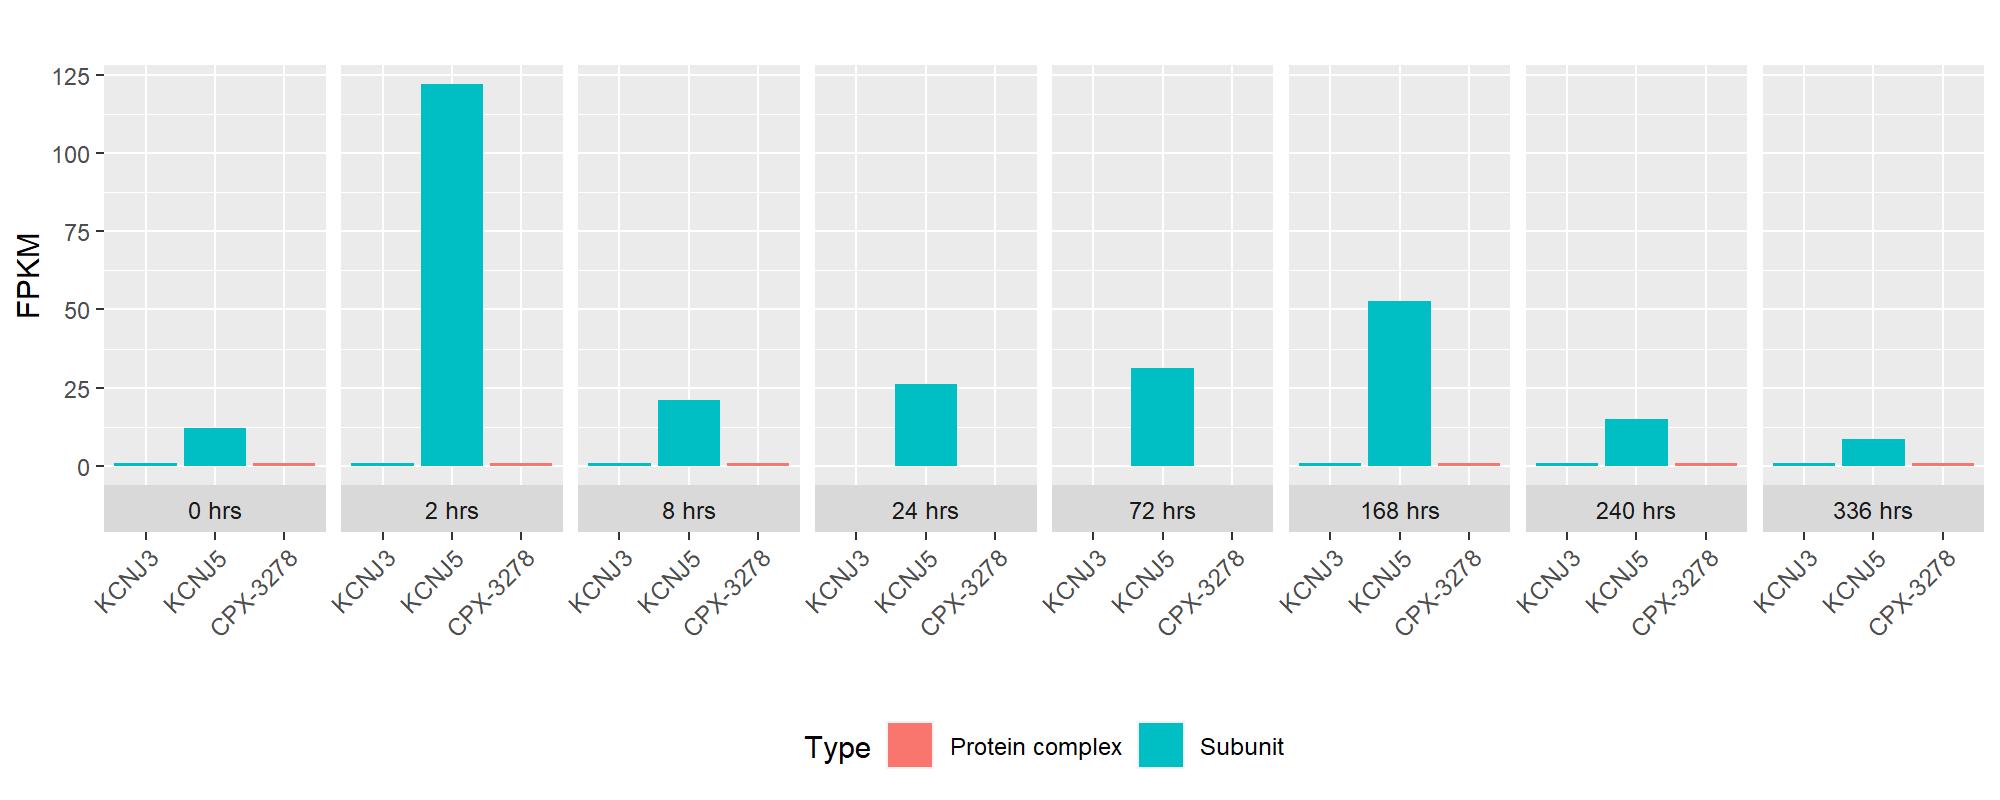 FPKM
125
100
75
50
25
0
0 hrs 2 hrs 8 hrs 24 hrs 72 hrs 168 hrs 240 hrs 336 hrs
KCNJ3 KCNJ5 CPX-3278 KCNJ3 KCNJ5 CPX-3278 KCNJ3 KCNJ5 CPX-3278 KCNJ3 KCNJ5 CPX-3278 KCNJ3 KCNJ5 CPX-3278 KCNJ3 KCNJ5 CPX-3278 KCNJ3 KCNJ5 CPX-3278 KCNJ3 KCNJ5 CPX-3278
Type Protein complex Subunit